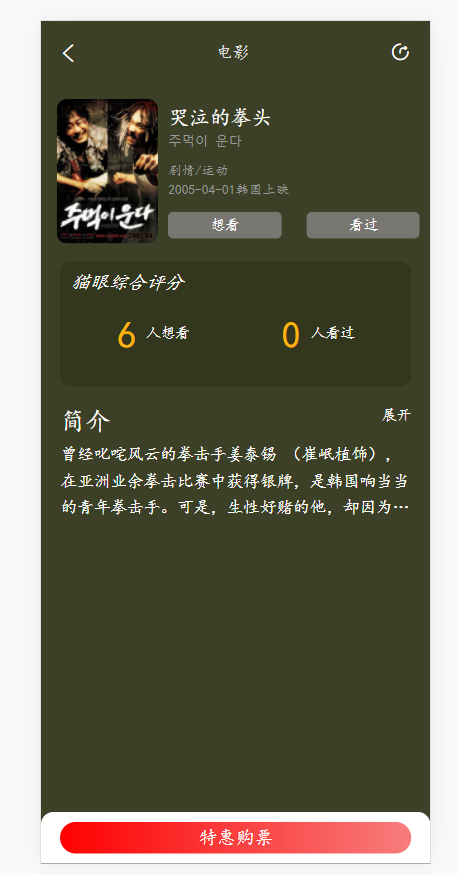 电影
哭泣的拳头
주먹이 운다
剧情/运动
2005-04-01韩国上映
想看 看过
주먹이 운다
猫眼综合评分
6 人想看 0 人看过
简介 展开
曾经叱咤风云的拳击手姜泰锡 （崔岷植饰），
在亚洲业余拳击比赛中获得银牌，是韩国响当当
的青年拳击手。可是，生性好赌的他，却因为…
特惠购票